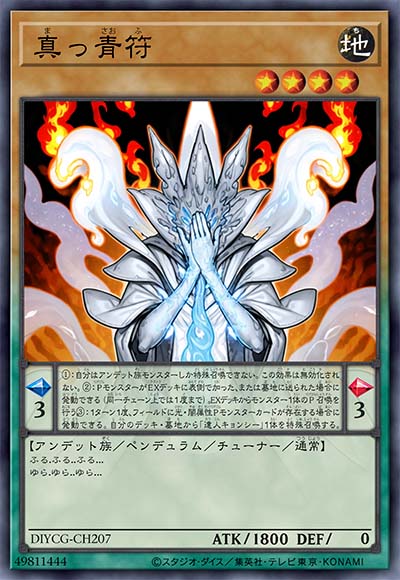 真っ青符
地
①：自分はアンデット族モンスターしか特殊召喚できない。この効果は無効化され
ない。②：PモンスターがEXデッキに表側で加わった、または墓地に送られた場合に
発動できる（同一チェーン上では1度まで）。EXデッキからモンスター1体のP召喚を
行う③：1ターン1度、フィールドに光・闇属性Pモンスターカードが存在する場合に
発動できる。自分のデッキ・墓地から「達人キョンシー」1体を特殊召喚する。
3
3
【アンデット族／ペンデュラム／チューナー／通常】
ふる､ふる..ふる...
ゆら､ゆら..ゆら...
DIYCG-CH207
ATK/1800 DEF/ 0
49811444
©スタジオ・ダイス／集英社・テレビ東京・KONAMI